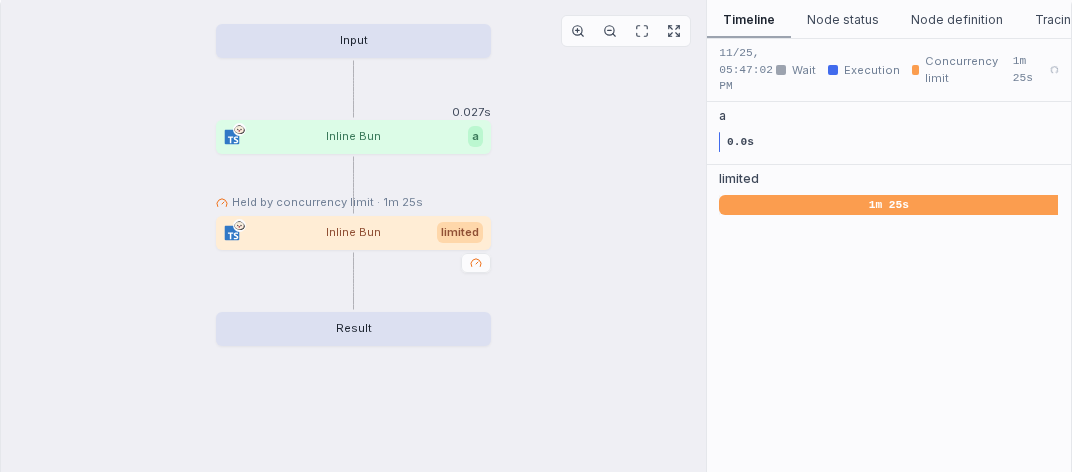 Input
0.027s
TS
Inline Bun
a
Held by concurrency limit · 1m 25s
TS
Inline Bun
limited
Result
Timeline
Node status
Node definition
Tracin
11/25,
05:47:02
PM
Wait
Execution
Concurrency
limit
1m
25s
a
0.0s
limited
1m 25s